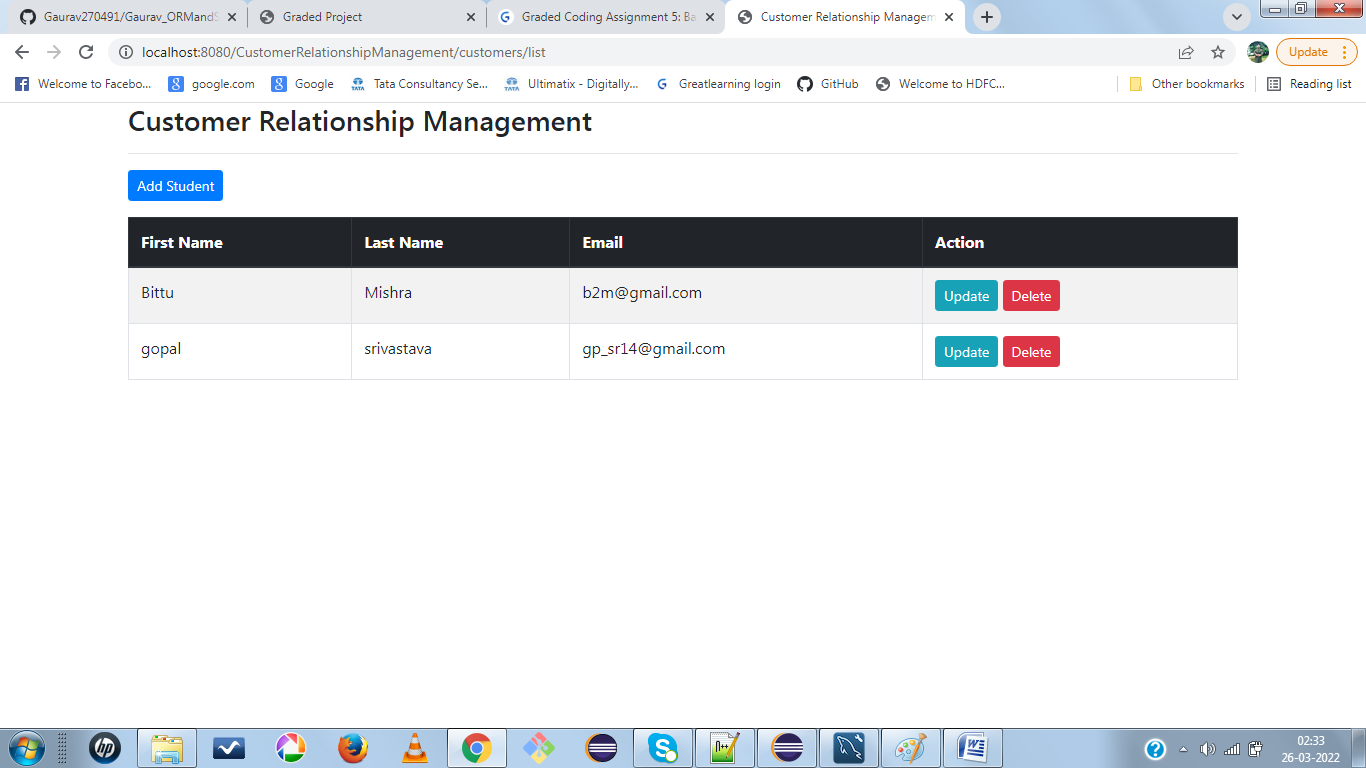 Gaurav270491/Gaurav_ORMandS
Graded Project
Graded Coding Assignment 5: Ba
Customer Relationship Managem
localhost:8080/CustomerRelationshipManagement/customers/list
Update
Welcome to Facebo...
google.com
Google
Tata Consultancy Se...
Ultimatix - Digitally...
Greatlearning login
GitHub
Welcome to HDFC...
Other bookmarks
Reading list
Customer Relationship Management
Add Student
First Name Last Name Email Action
Bittu Mishra b2m@gmail.com Update Delete
gopal srivastava gp_sr14@gmail.com Update Delete
02:33
26-03-2022